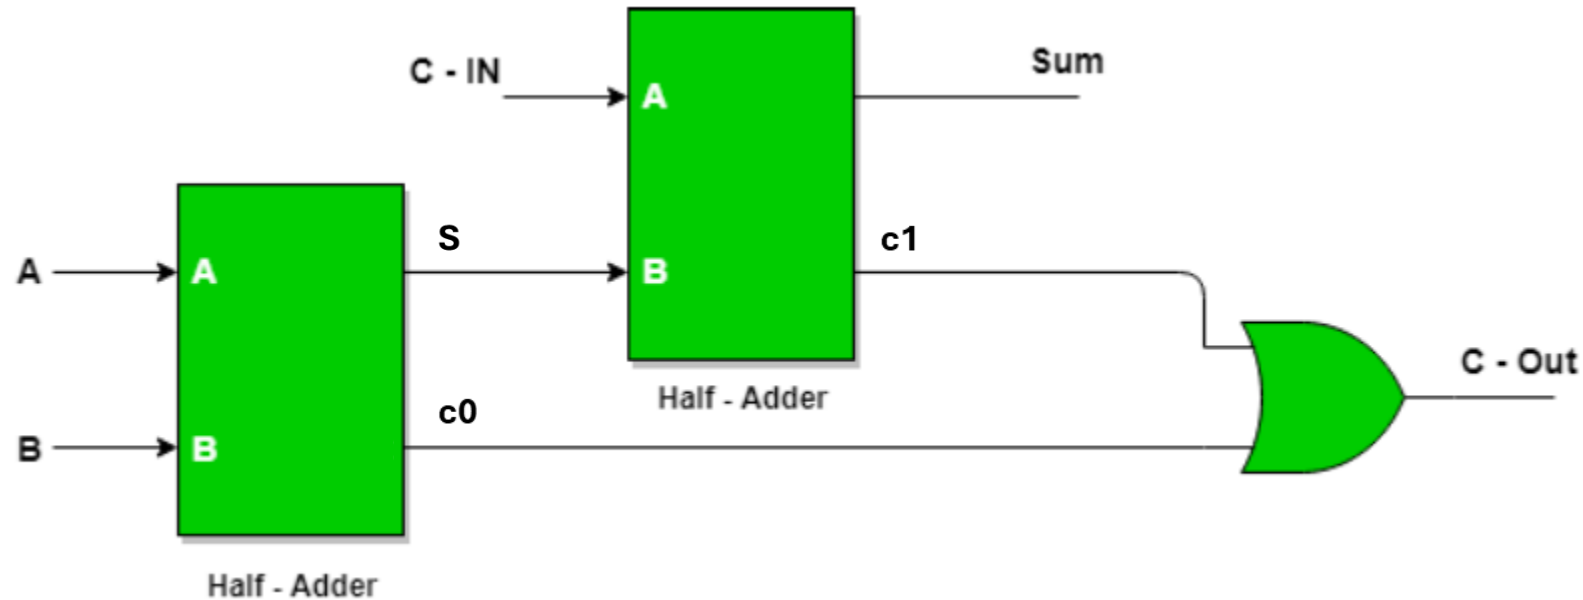 C - IN
Sum
A
S
B
c1
A
A
C - Out
Half - Adder
c0
B
B
Half - Adder